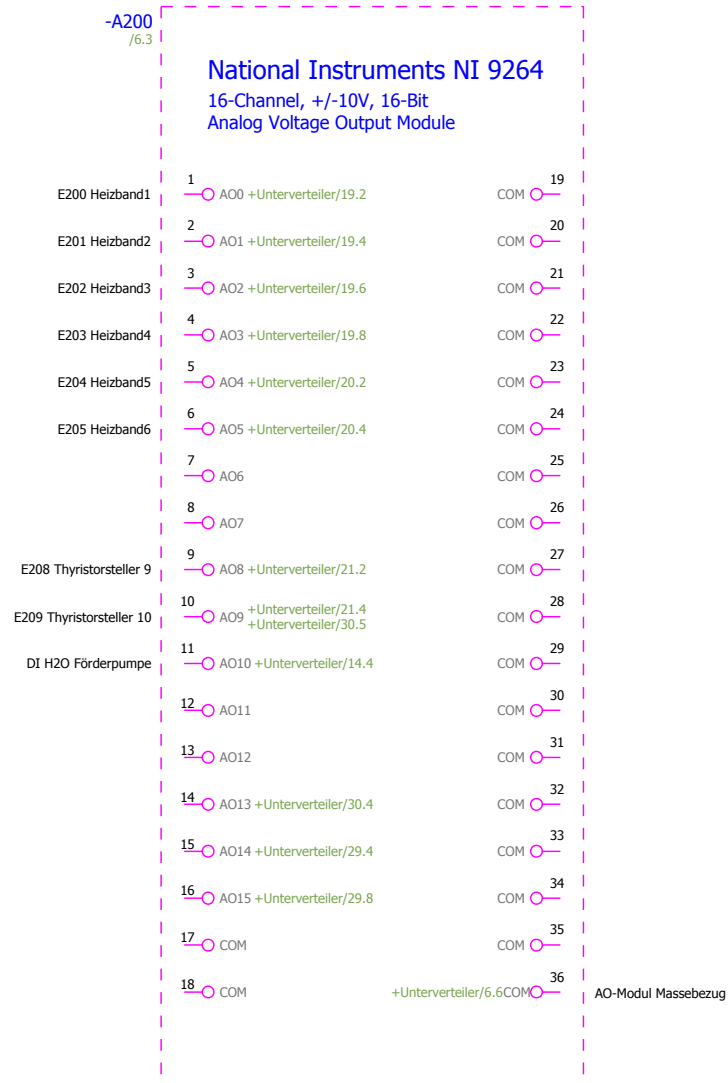 -A200
/6.3
National Instruments NI 9264
16-Channel, +/-10V, 16-Bit
Analog Voltage Output Module
E200 Heizband1 1 AO0 +Unterverteiler/19.2 COM 19
E201 Heizband2 2 AO1 +Unterverteiler/19.4 COM 20
E202 Heizband3 3 AO2 +Unterverteiler/19.6 COM 21
E203 Heizband4 4 AO3 +Unterverteiler/19.8 COM 22
E204 Heizband5 5 AO4 +Unterverteiler/20.2 COM 23
E205 Heizband6 6 AO5 +Unterverteiler/20.4 COM 24
7 AO6 COM 25
8 AO7 COM 26
E208 Thyristorsteller 9 9 AO8 +Unterverteiler/21.2 COM 27
E209 Thyristorsteller 10 10 AO9 +Unterverteiler/21.4 COM 28
+Unterverteiler/30.5
DI H2O Förderpumpe 11 AO10 +Unterverteiler/14.4 COM 29
12 AO11 COM 30
13 AO12 COM 31
14 AO13 +Unterverteiler/30.4 COM 32
15 AO14 +Unterverteiler/29.4 COM 33
16 AO15 +Unterverteiler/29.8 COM 34
17 COM COM 35
18 COM +Unterverteiler/6.6COM 36 AO-Modul Massebezug